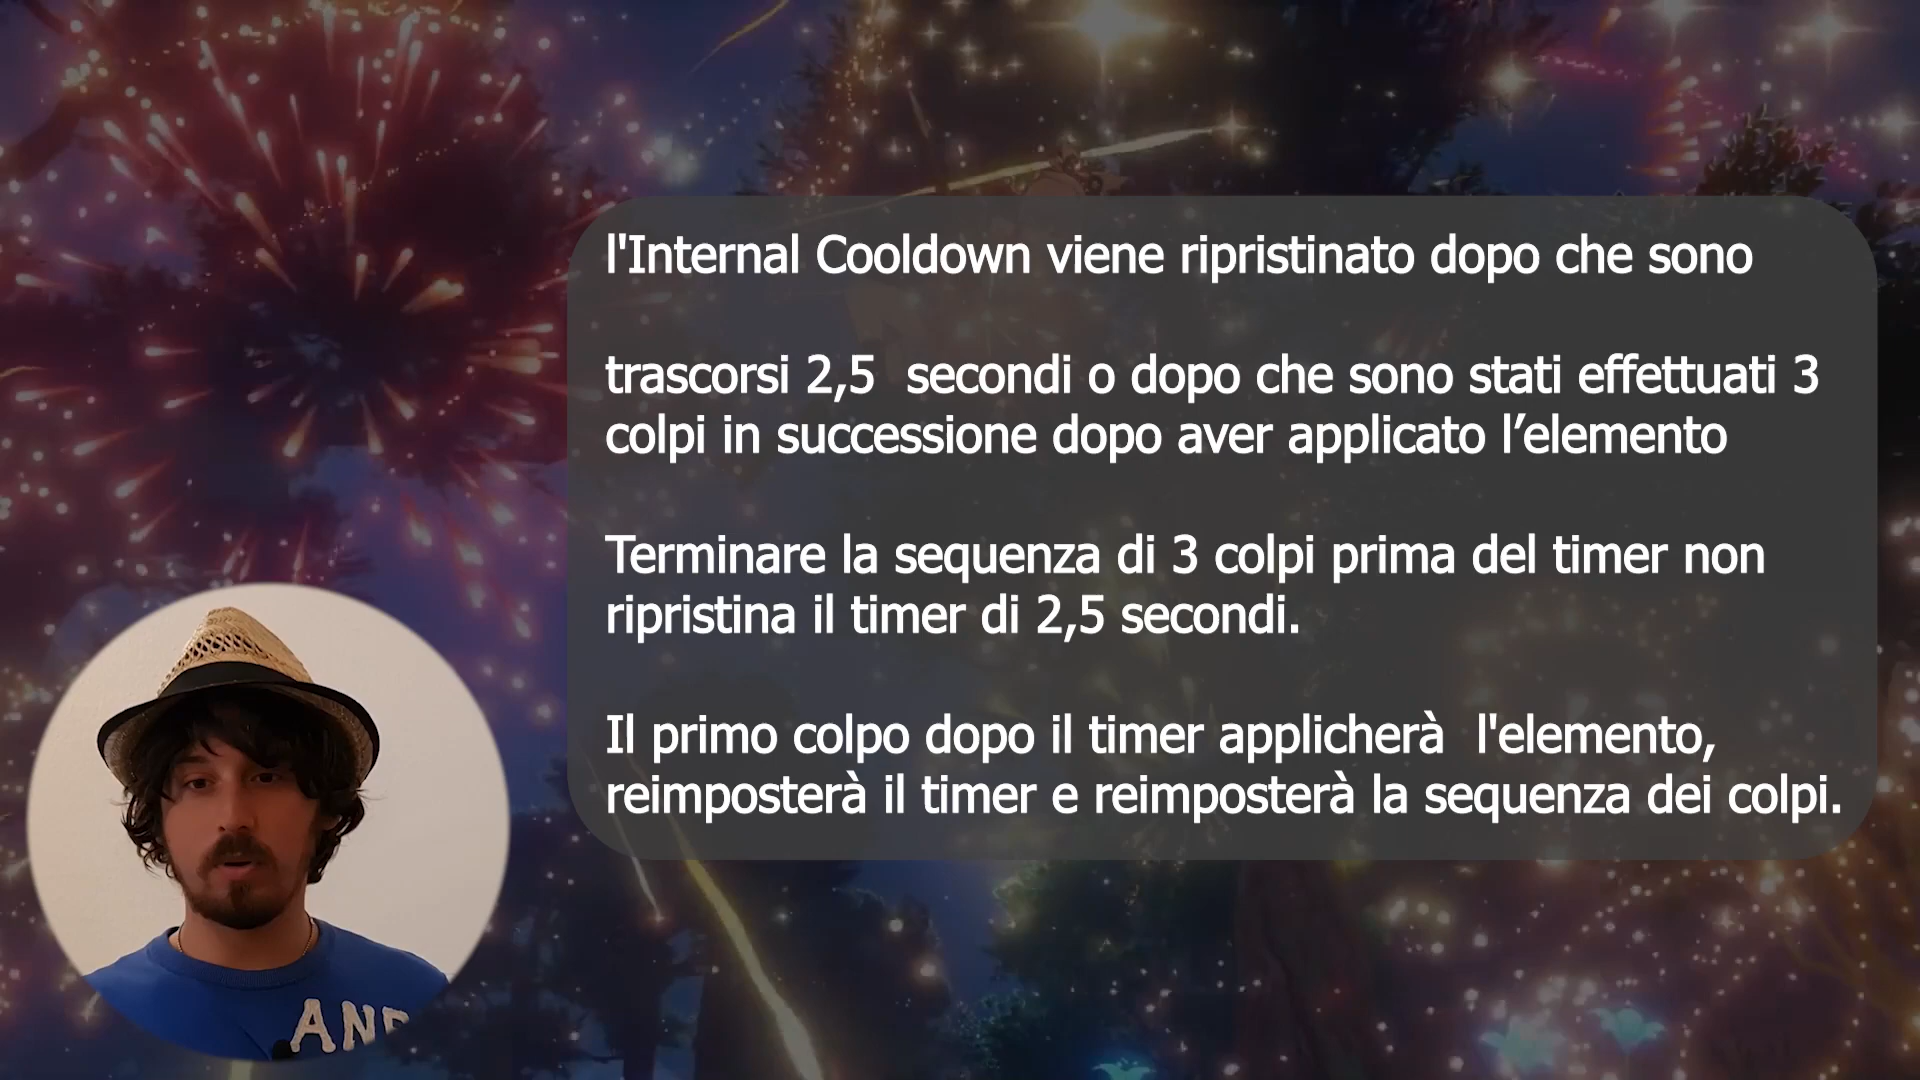 l'Internal Cooldown viene ripristinato dopo che sono
trascorsi 2,5  secondi o dopo che sono stati effettuati 3
colpi in successione dopo aver applicato l’elemento
Terminare la sequenza di 3 colpi prima del timer non
ripristina il timer di 2,5 secondi.
Il primo colpo dopo il timer applicherà  l'elemento,
reimposterà il timer e reimposterà la sequenza dei colpi.